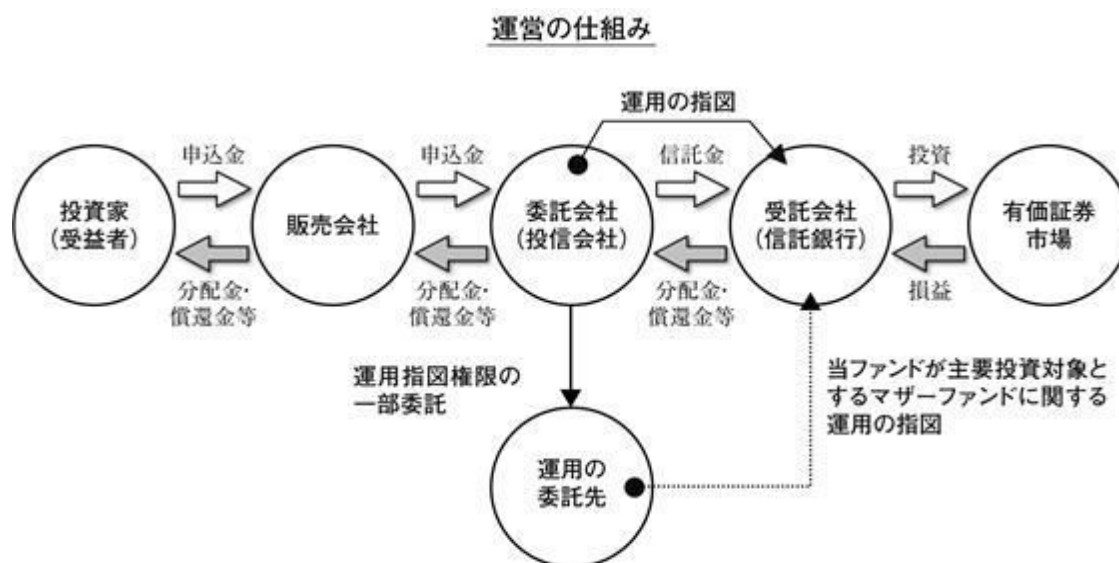 運営の仕組み
運用の指図
申込金
申込金
信託金
投資
投資家
（受益者）
販売会社
委託会社
（投信会社）
受託会社
（信託銀行）
有価証券
市場
分配金・
償還金等
分配金・
償還金等
分配金・
償還金等
損益
運用指図権限の
一部委託
当ファンドが主要投資対象と
するマザーファンドに関する
運用の指図
運用の
委託先